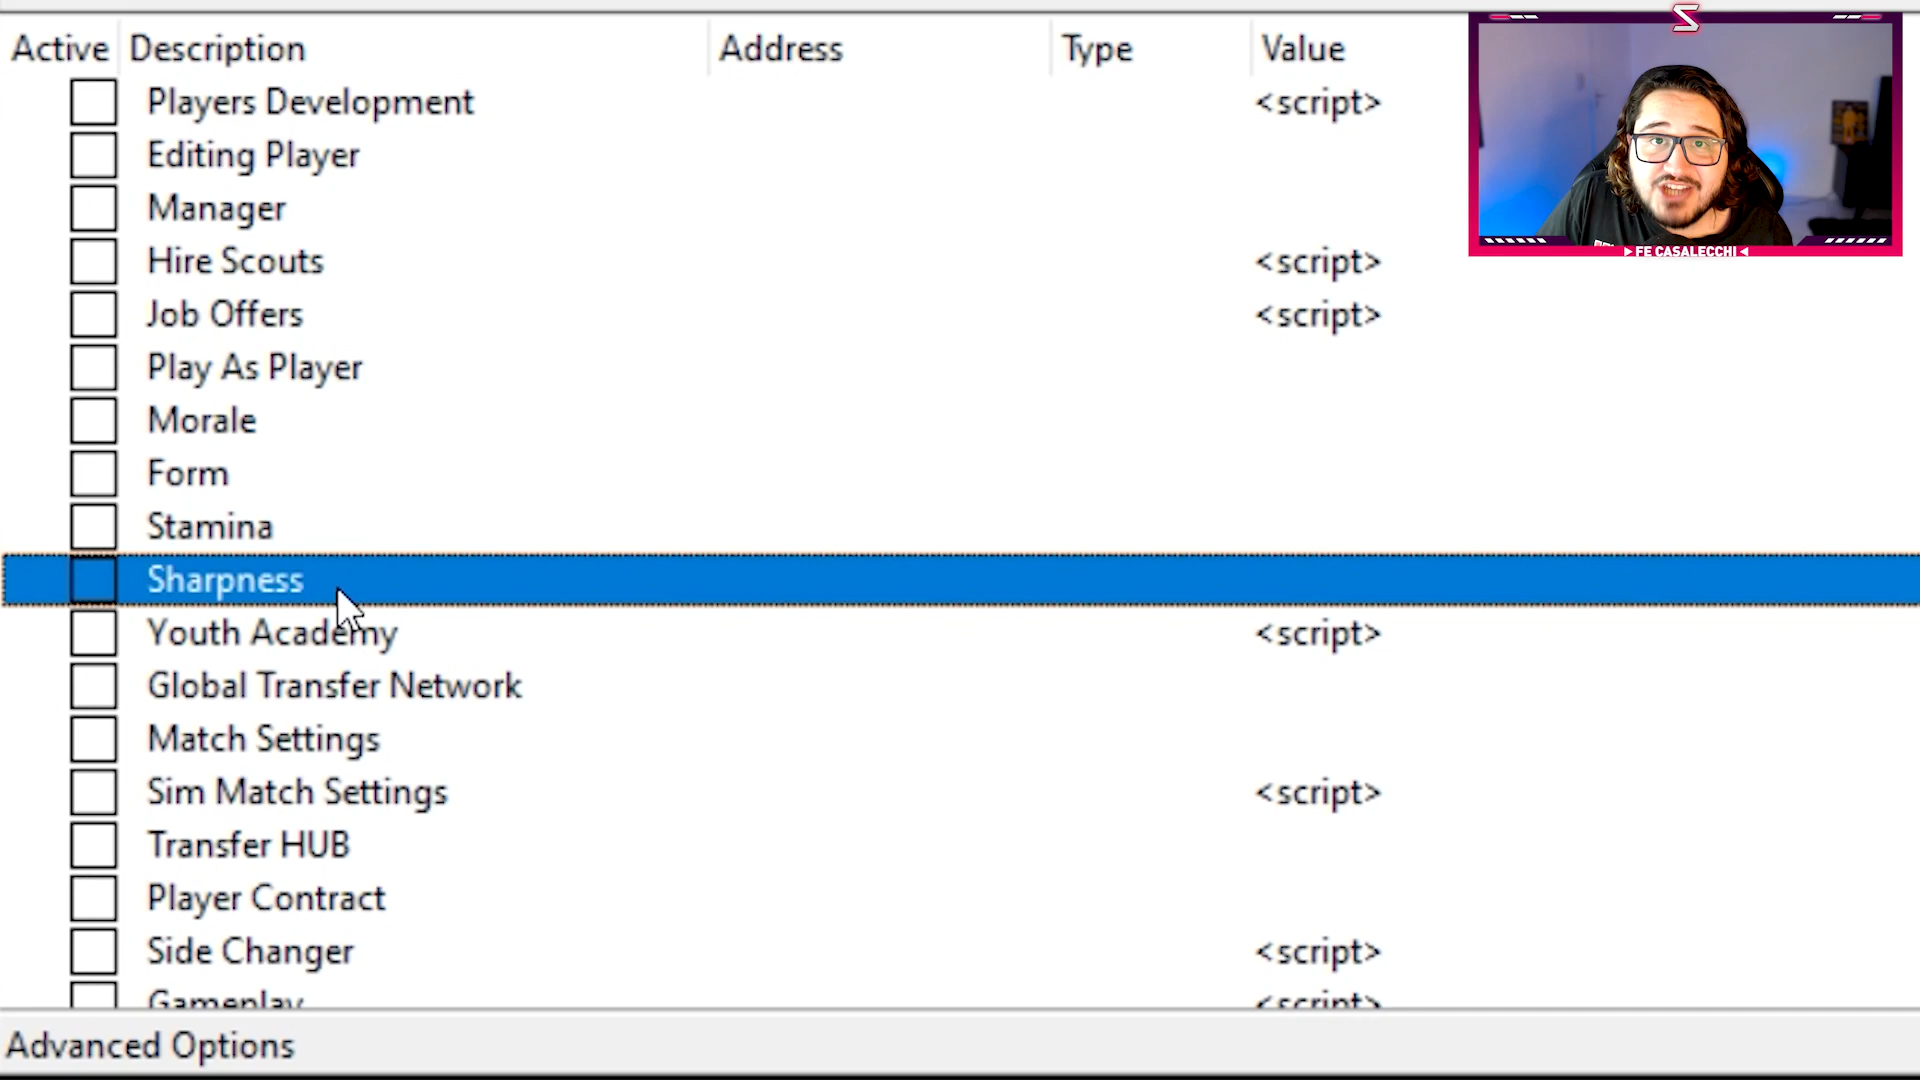 Active Description Address Type Value
Players Development <script>
Editing Player
Manager
Hire Scouts <script>
Job Offers <script>
Play As Player
Morale
Form
Stamina
Sharpness
Youth Academy <script>
Global Transfer Network
Match Settings
Sim Match Settings <script>
Transfer HUB
Player Contract
Side Changer <script>
Gameplay <script>
Advanced Options
FE CASALECCHI